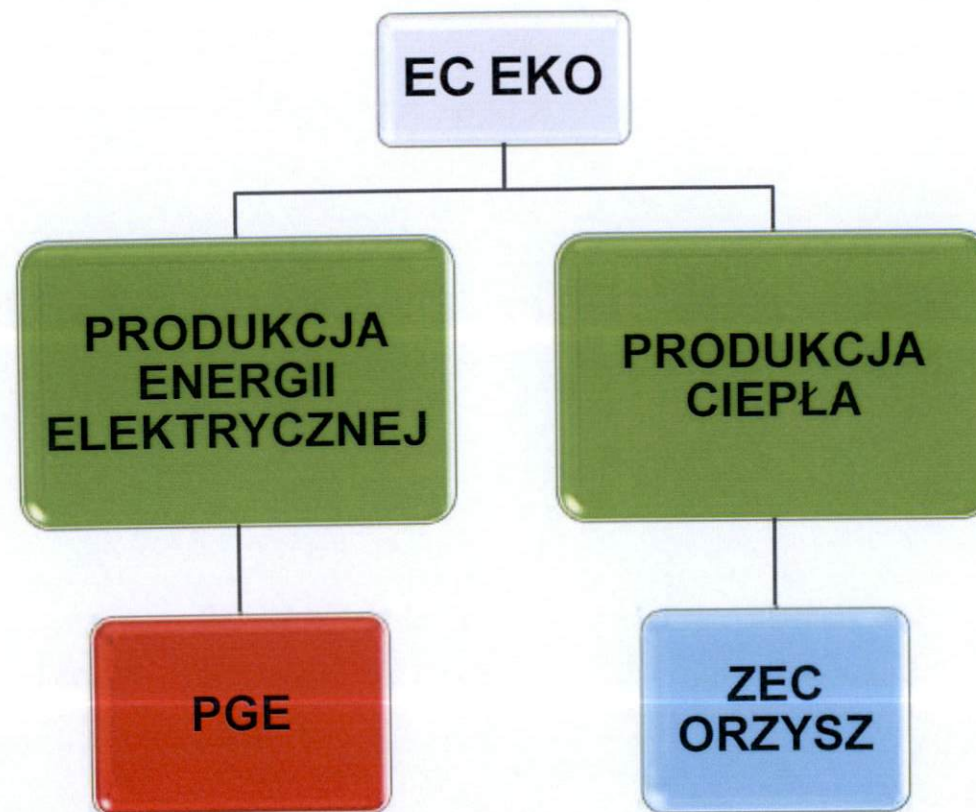 EC EKO
PRODUKCJA
ENERGII
ELEKTRYCZNEJ
PRODUKCJA
CIEPŁA
PGE
ZEC
ORZYSZ